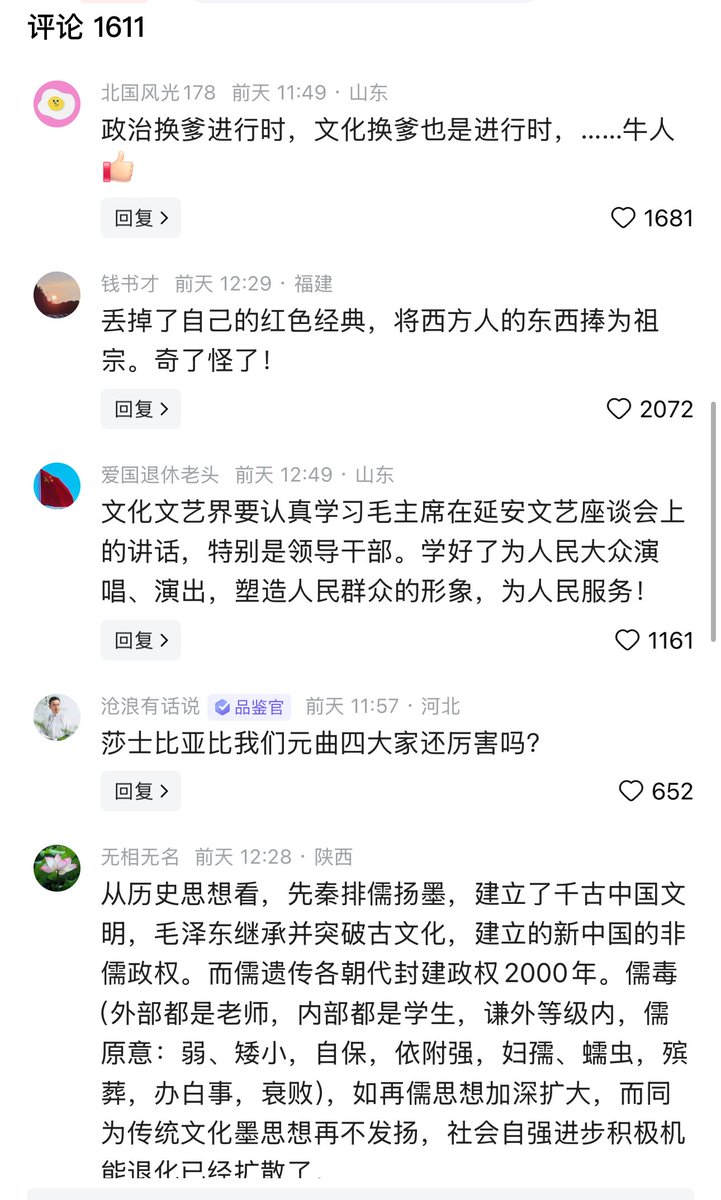 评论 1611
北国风光178 前天 11:49 · 山东
政治换爹进行时，文化换爹也是进行时，……牛人
👍🏻
回复 >
1681
钱书才 前天 12:29 · 福建
丢掉了自己的红色经典，将西方人的东西捧为祖
宗。奇了怪了！
回复 >
2072
爱国退休老头 前天 12:49 · 山东
文化文艺界要认真学习毛主席在延安文艺座谈会上
的讲话，特别是领导干部。学好了为人民大众演
唱、演出，塑造人民群众的形象，为人民服务！
回复 >
1161
沧浪有话说 品鉴官 前天 11:57 · 河北
莎士比亚比我们元曲四大家还厉害吗？
回复 >
652
无相无名 前天 12:28 · 陕西
从历史思想看，先秦排儒扬墨，建立了千古中国文
明，毛泽东继承并突破古文化，建立的新中国的非
儒政权。而儒遗传各朝代封建政权2000年。儒毒
(外部都是老师，内部都是学生，谦外等级内，儒
原意：弱、矮小，自保，依附强，妇孺、蠕虫，殡
葬，办白事，衰败)，如再儒思想加深扩大，而同
为传统文化墨思想再不发扬，社会自强进步积极机
能退化已经扩散了。